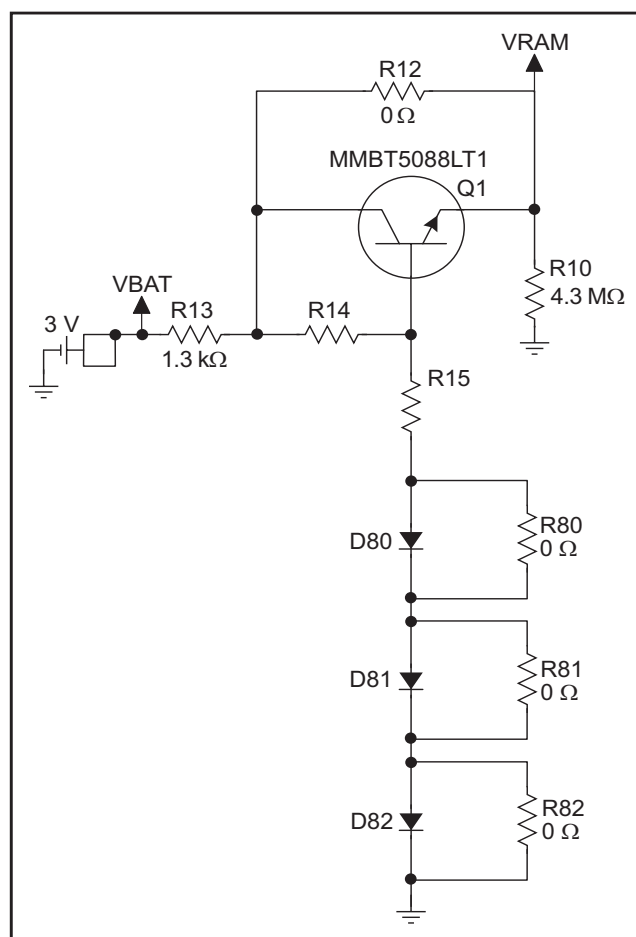 VRAM
R12
0 Ω
MMBT5088LT1
Q1
VBAT
R10
4.3 MΩ
3 V
R13
1.3 kΩ
R14
R15
D80
R80
0 Ω
D81
R81
0 Ω
D82
R82
0 Ω